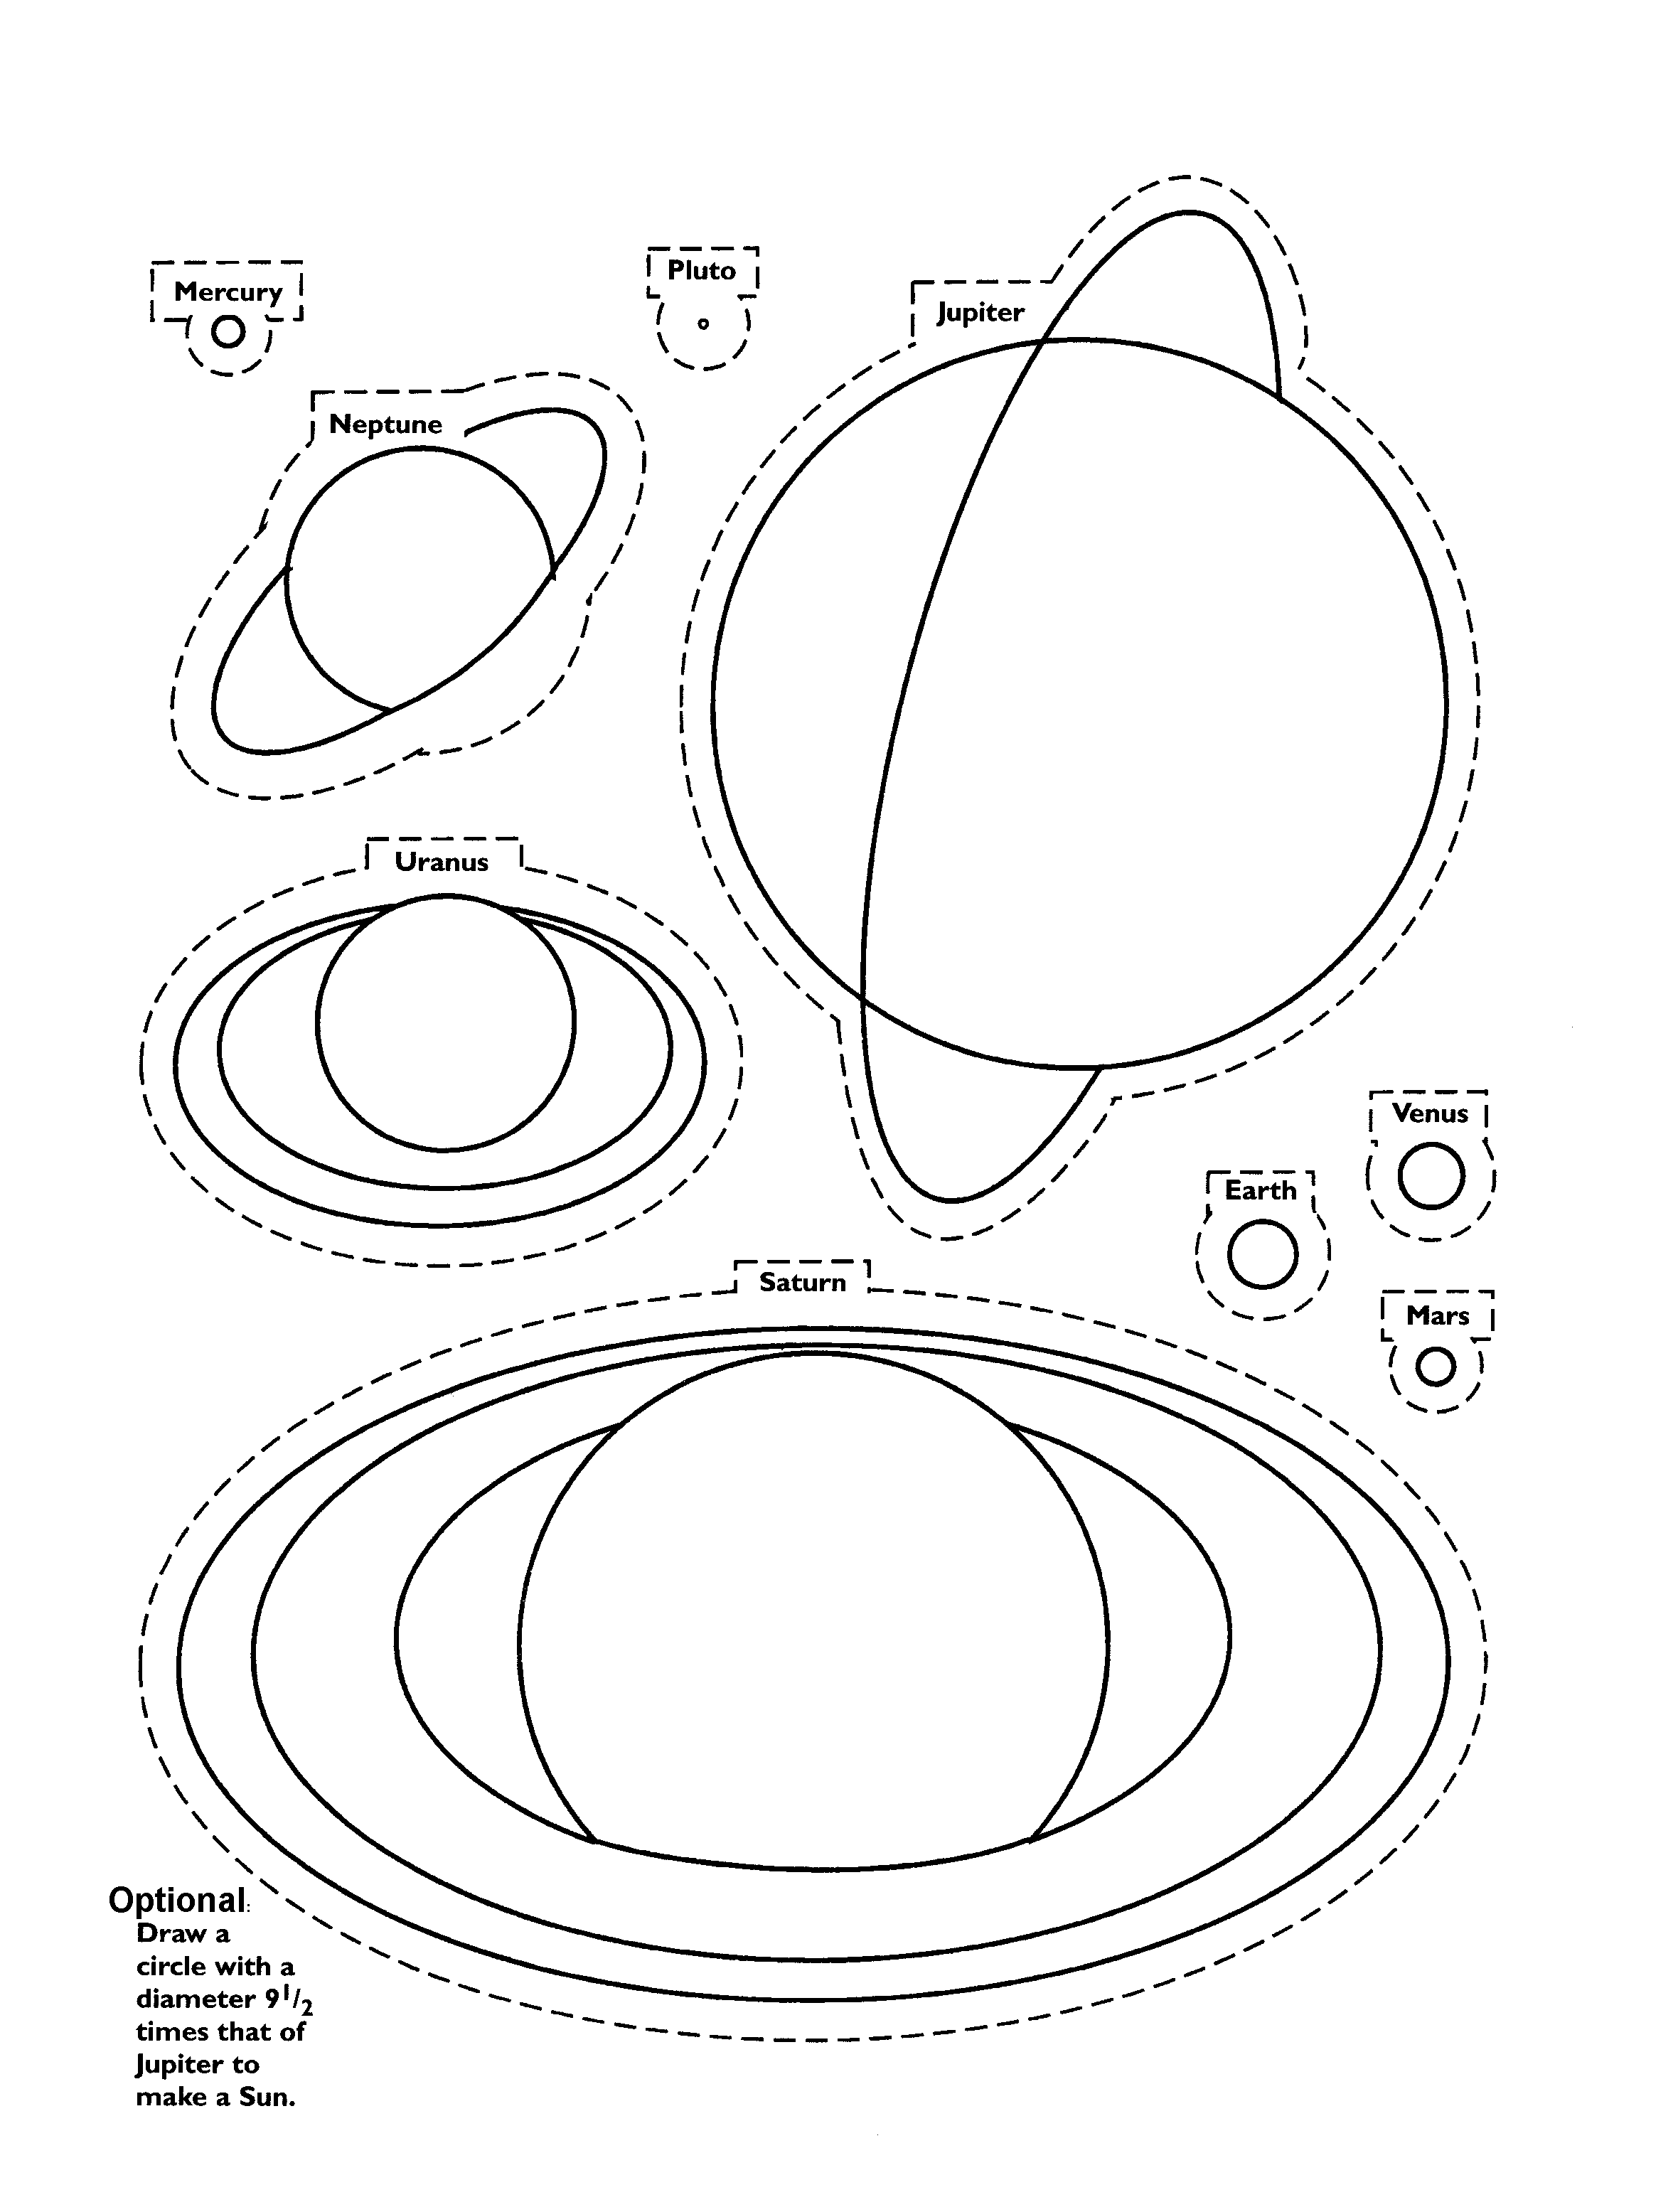 Mercury
Pluto
Jupiter
Neptune
Uranus
Venus
Earth
Saturn
Mars
Optional:
Draw a
circle with a
diameter 9 1/2
times that of
Jupiter to
make a Sun.